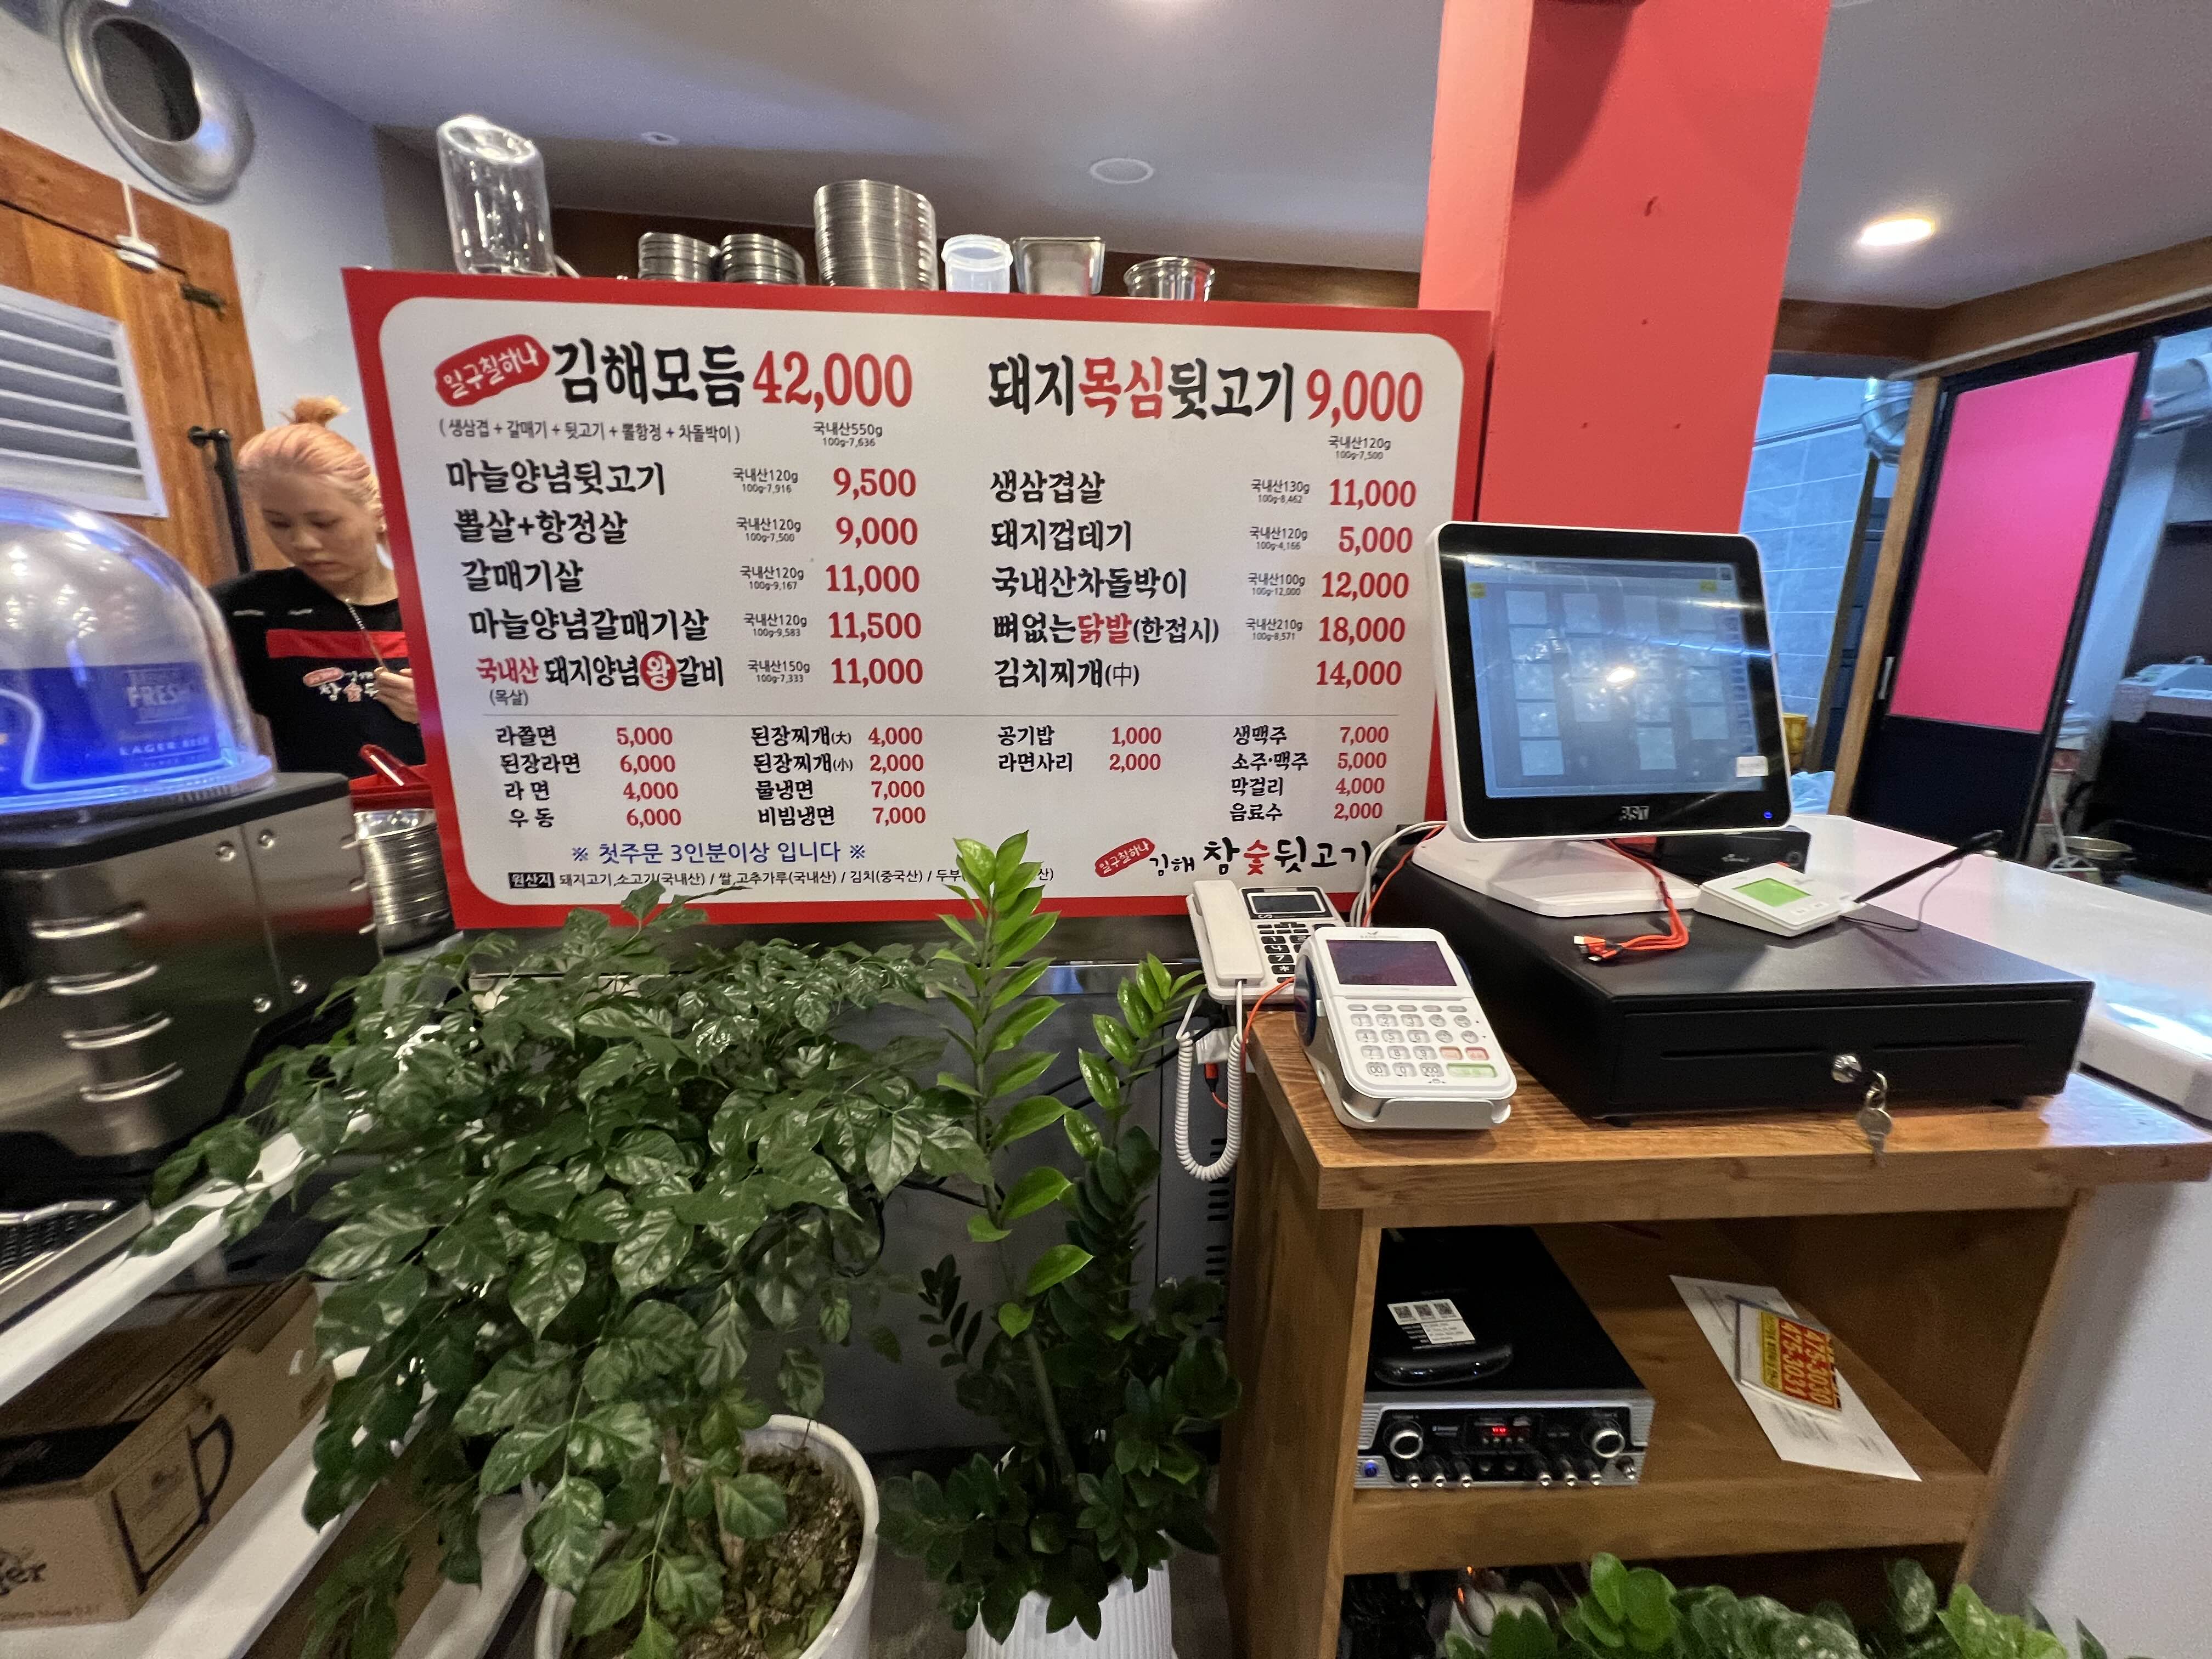 일구칠하나 김해모듬 42,000
(생삼겹 + 갈매기 + 뒷고기 + 뽈항정 + 차돌박이) 국내산550g
100g-7,636
마늘양념뒷고기 국내산120g 100g-7,916 9,500
뽈살+항정살 국내산120g 100g-7,500 9,000
갈매기살 국내산120g 100g-9,167 11,000
마늘양념갈매기살 국내산120g 100g-9,583 11,500
국내산 돼지양념왕갈비 국내산150g 100g-7,333 11,000
(목살)
돼지목심뒷고기 9,000
국내산120g
100g-7,500
생삼겹살 국내산130g 100g-8,462 11,000
돼지껍데기 국내산120g 100g-4,166 5,000
국내산차돌박이 국내산100g 100g-12,000 12,000
뼈없는닭발(한접시) 국내산210g 100g-8,571 18,000
김치찌개(中) 14,000
라쫄면 5,000
된장라면 6,000
라면 4,000
우동 6,000
된장찌개(大) 4,000
된장찌개(小) 2,000
물냉면 7,000
비빔냉면 7,000
공기밥 1,000
라면사리 2,000
생맥주 7,000
소주·맥주 5,000
막걸리 4,000
음료수 2,000
※ 첫주문 3인분이상 입니다 ※
원산지 돼지고기,소고기(국내산) / 쌀,고추가루(국내산) / 김치(중국산) / 두부(
일구칠하나 김해 참숯뒷고기
FRESH
LAGER BEER
BST
475-3030
475-3031